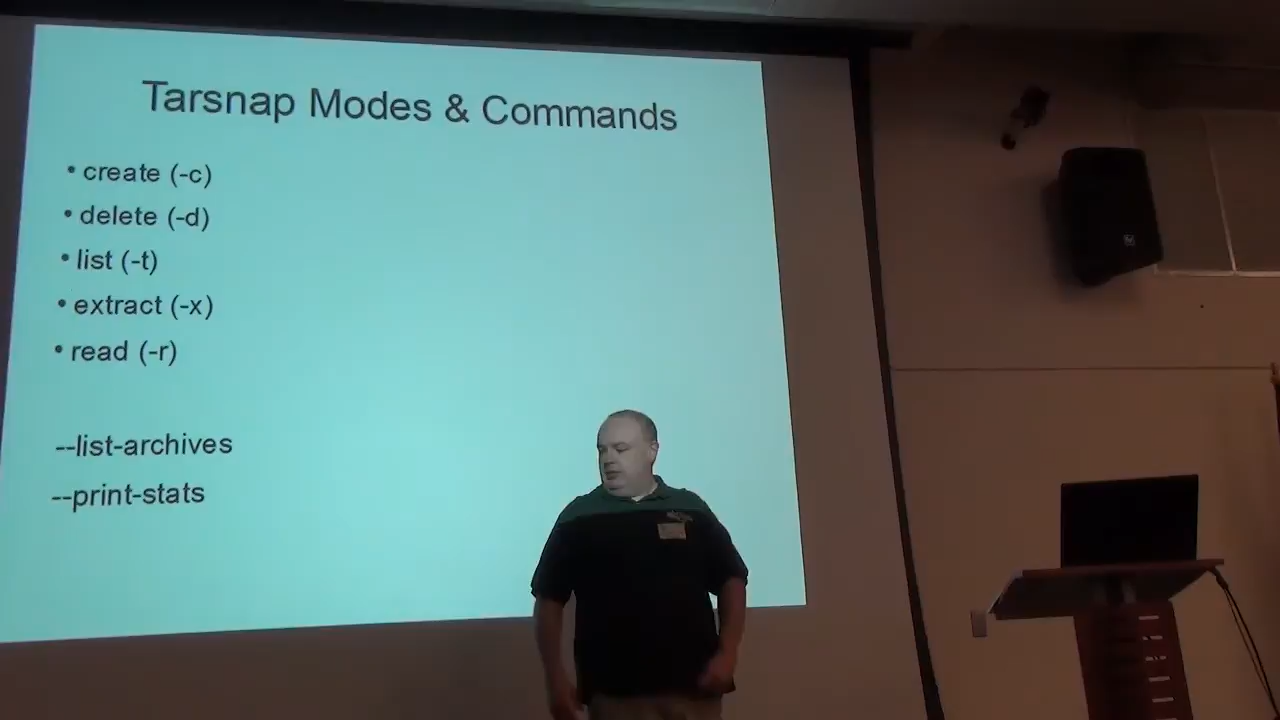 Tarsnap Modes & Commands
• create (-c)
• delete (-d)
• list (-t)
• extract (-x)
• read (-r)
--list-archives
--print-stats